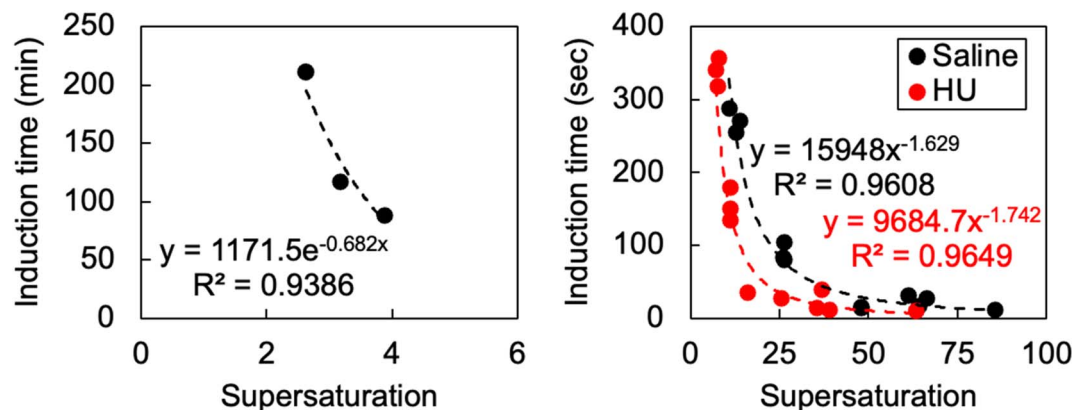 Induction time (min)
250
200
150
100
50
0
y = 1171.5e^-0.682x
R² = 0.9386
0 2 4 6
Supersaturation
Induction time (sec)
400
300
200
100
0
Saline
HU
y = 15948x^-1.629
R² = 0.9608
y = 9684.7x^-1.742
R² = 0.9649
0 25 50 75 100
Supersaturation